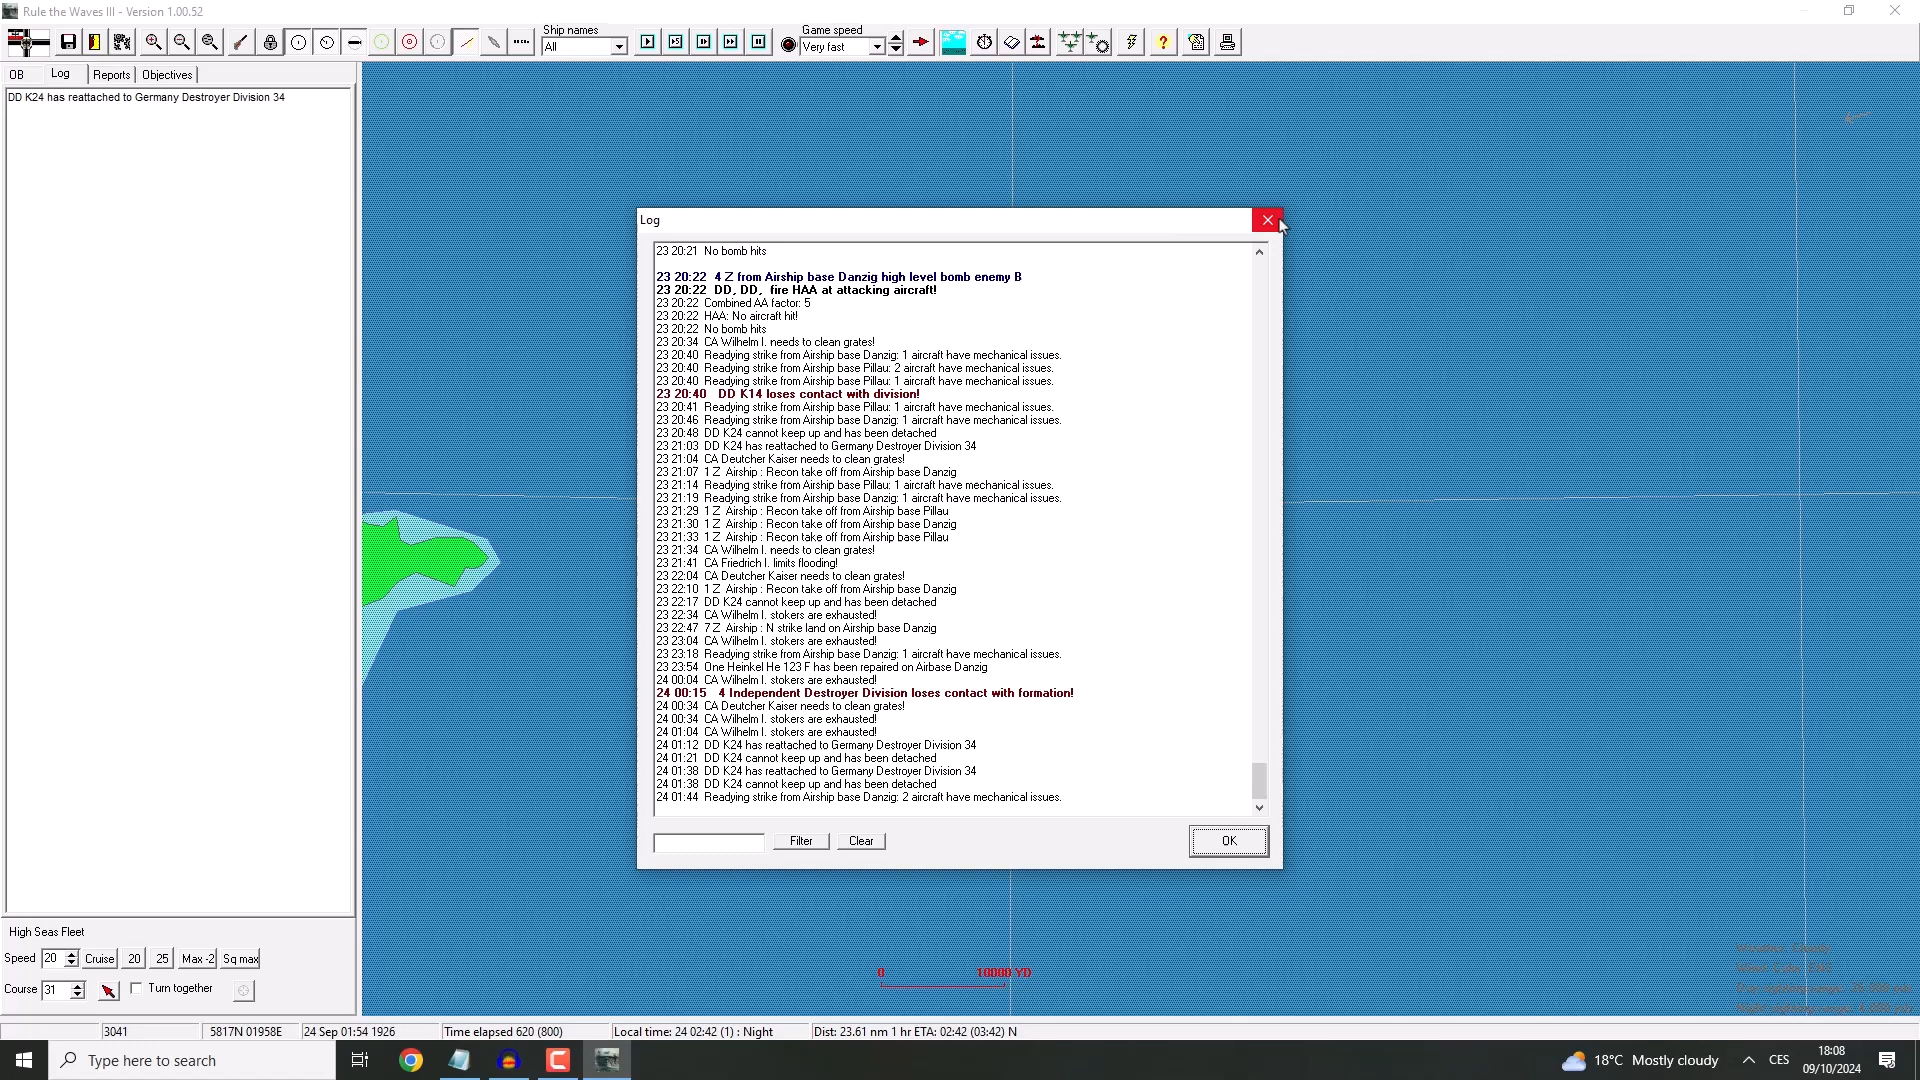 Rule the Waves III - Version 1.00.52
Ship names
All
Game speed
Very fast
OB
Log
Reports
Objectives
DD K24 has reattached to Germany Destroyer Division 34
Log
23 20:21 No bomb hits
23 20:22 4 Z from Airship base Danzig high level bomb enemy B
23 20:22 DD, DD, fire HAA at attacking aircraft!
23 20:22 Combined AA factor: 5
23 20:22 HAA: No aircraft hit!
23 20:22 No bomb hits
23 20:34 CA Wilhelm I. needs to clean grates!
23 20:40 Readying strike from Airship base Danzig: 1 aircraft have mechanical issues.
23 20:40 Readying strike from Airship base Pillau: 2 aircraft have mechanical issues.
23 20:40 Readying strike from Airship base Pillau: 1 aircraft have mechanical issues.
23 20:40 DD K14 loses contact with division!
23 20:41 Readying strike from Airship base Pillau: 1 aircraft have mechanical issues.
23 20:46 Readying strike from Airship base Danzig: 1 aircraft have mechanical issues.
23 20:48 DD K24 cannot keep up and has been detached
23 21:03 DD K24 has reattached to Germany Destroyer Division 34
23 21:04 CA Deutcher Kaiser needs to clean grates!
23 21:07 1 Z Airship : Recon take off from Airship base Danzig
23 21:14 Readying strike from Airship base Pillau: 1 aircraft have mechanical issues.
23 21:19 Readying strike from Airship base Danzig: 1 aircraft have mechanical issues.
23 21:29 1 Z Airship : Recon take off from Airship base Pillau
23 21:30 1 Z Airship : Recon take off from Airship base Danzig
23 21:33 1 Z Airship : Recon take off from Airship base Pillau
23 21:34 CA Wilhelm I. needs to clean grates!
23 21:41 CA Friedrich I. limits flooding!
23 22:04 CA Deutcher Kaiser needs to clean grates!
23 22:10 1 Z Airship : Recon take off from Airship base Danzig
23 22:17 DD K24 cannot keep up and has been detached
23 22:34 CA Wilhelm I. stokers are exhausted!
23 22:47 7 Z Airship : N strike land on Airship base Danzig
23 23:04 CA Wilhelm I. stokers are exhausted!
23 23:18 Readying strike from Airship base Danzig: 1 aircraft have mechanical issues.
23 23:54 One Heinkel He 123 F has been repaired on Airbase Danzig
24 00:04 CA Wilhelm I. stokers are exhausted!
24 00:15 4 Independent Destroyer Division loses contact with formation!
24 00:34 CA Deutcher Kaiser needs to clean grates!
24 00:34 CA Wilhelm I. stokers are exhausted!
24 01:04 CA Wilhelm I. stokers are exhausted!
24 01:12 DD K24 has reattached to Germany Destroyer Division 34
24 01:21 DD K24 cannot keep up and has been detached
24 01:38 DD K24 has reattached to Germany Destroyer Division 34
24 01:38 DD K24 cannot keep up and has been detached
24 01:44 Readying strike from Airship base Danzig: 2 aircraft have mechanical issues.
Filter
Clear
OK
High Seas Fleet
Speed 20 Cruise 20 25 Max -2 Sq max
Course 31 Turn together
0 10000 YD
3041 5817N 01958E 24 Sep 01:54 1926 Time elapsed 620 (800) Local time: 24 02:42 (1) : Night Dist: 23.61 nm 1 hr ETA: 02:42 (03:42) N
Type here to search
18°C Mostly cloudy
CES
18:08
09/10/2024